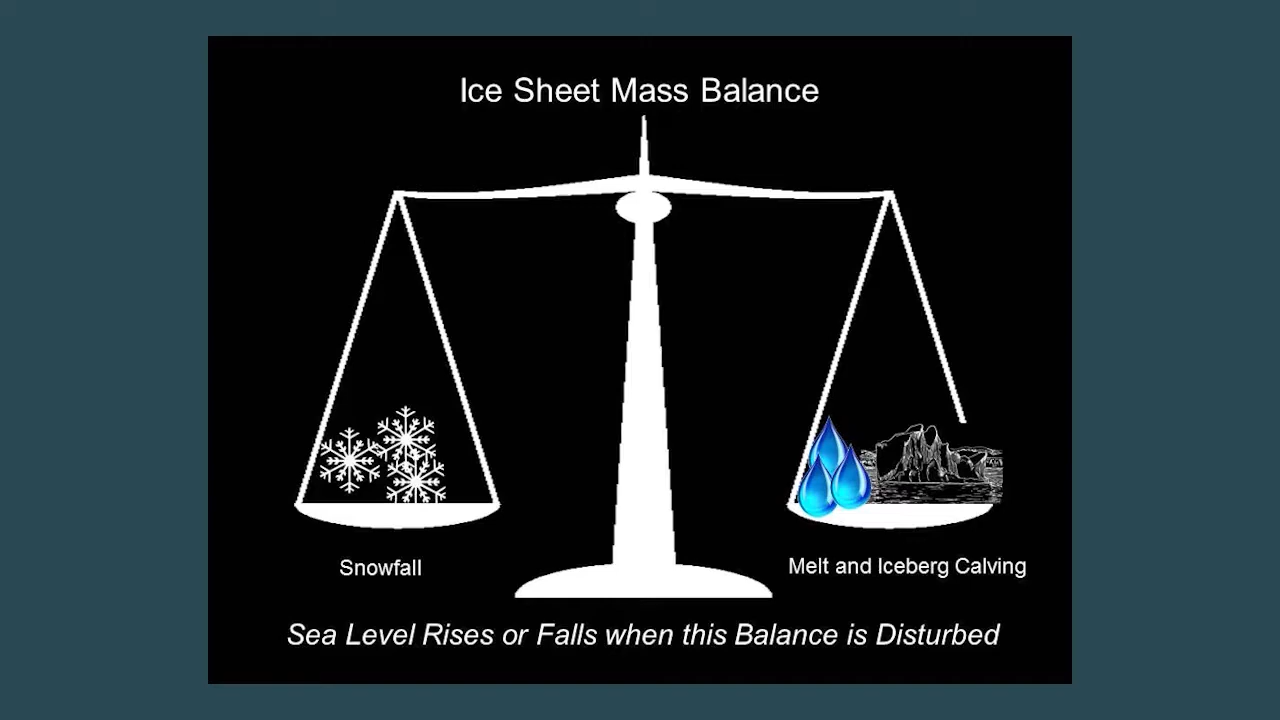 Ice Sheet Mass Balance
Snowfall
Melt and Iceberg Calving
Sea Level Rises or Falls when this Balance is Disturbed